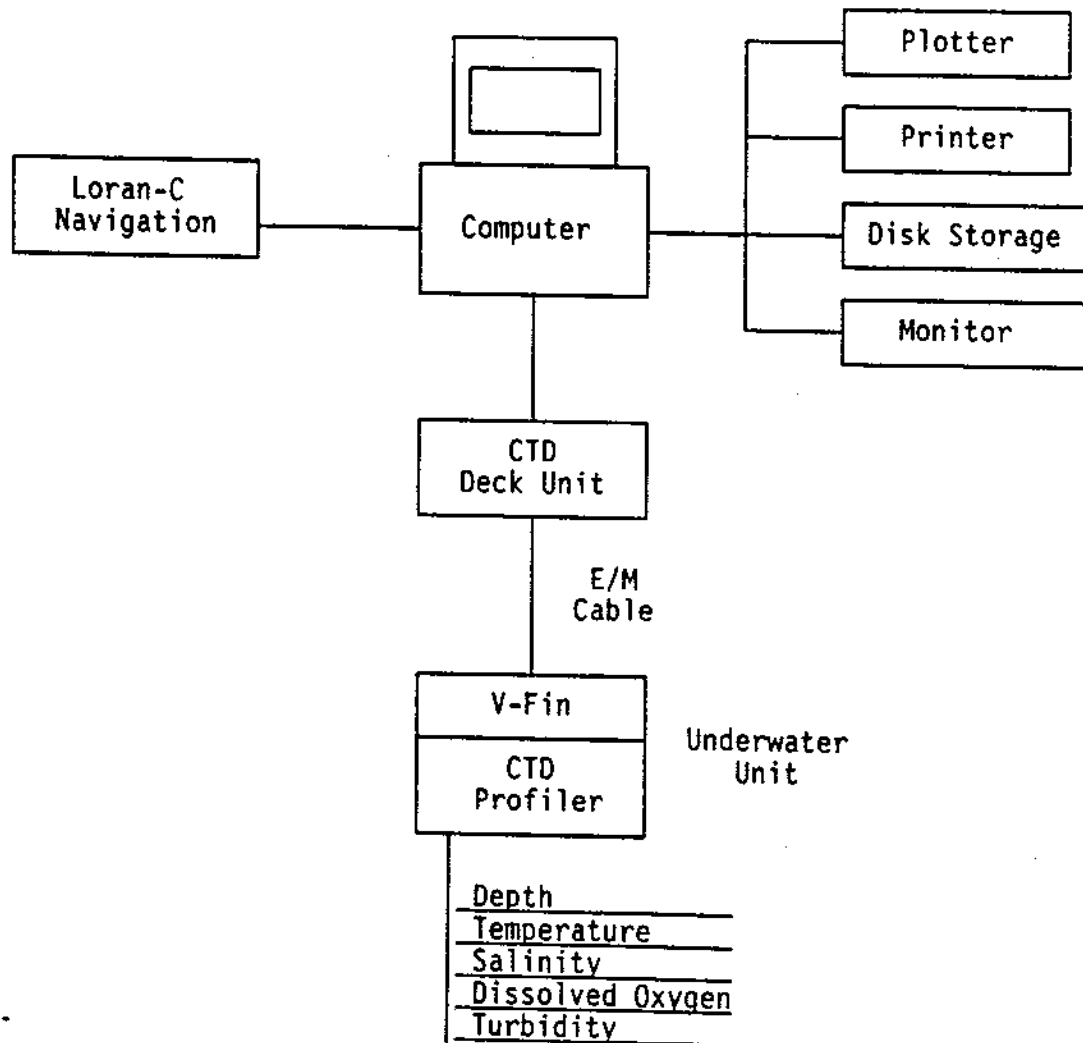 Plotter
Printer
Loran-C
Navigation
Computer
Disk Storage
Monitor
CTD
Deck Unit
E/M
Cable
V-Fin
CTD
Profiler
Underwater
Unit
Depth
Temperature
Salinity
Dissolved Oxygen
Turbidity